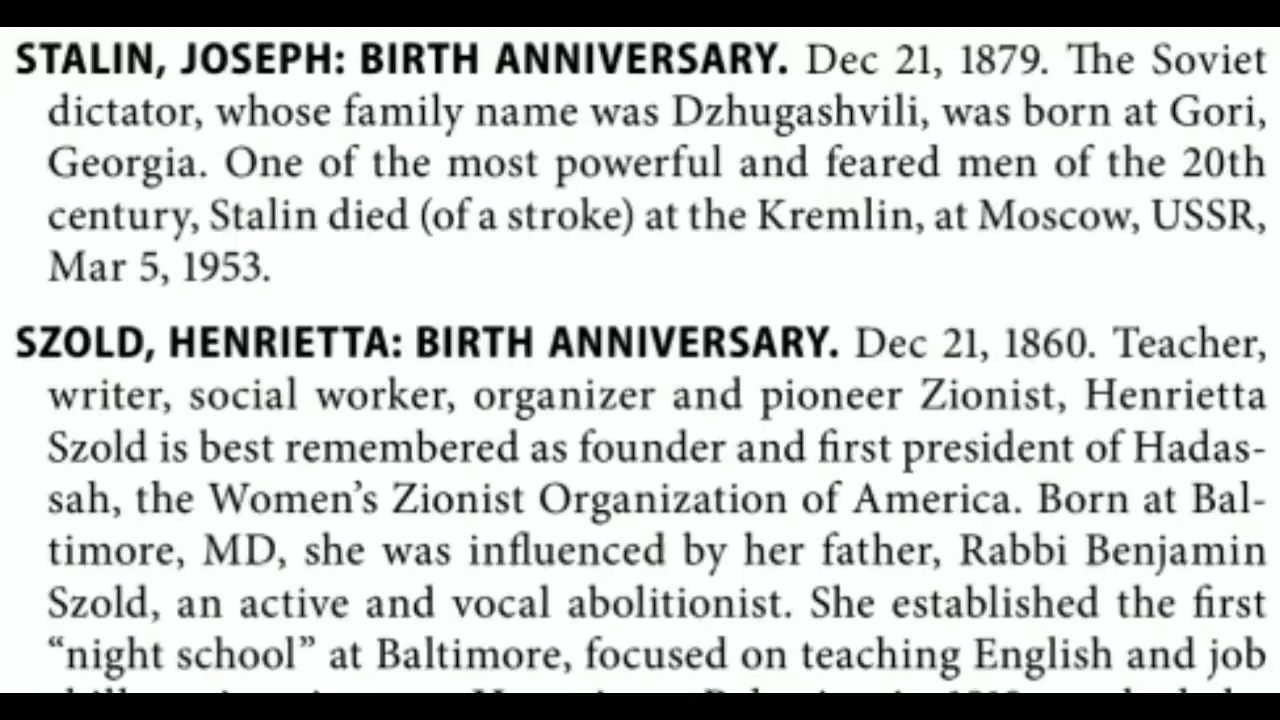 STALIN, JOSEPH: BIRTH ANNIVERSARY. Dec 21, 1879. The Soviet
dictator, whose family name was Dzhugashvili, was born at Gori,
Georgia. One of the most powerful and feared men of the 20th
century, Stalin died (of a stroke) at the Kremlin, at Moscow, USSR,
Mar 5, 1953.
SZOLD, HENRIETTA: BIRTH ANNIVERSARY. Dec 21, 1860. Teacher,
writer, social worker, organizer and pioneer Zionist, Henrietta
Szold is best remembered as founder and first president of Hadas-
sah, the Women's Zionist Organization of America. Born at Bal-
timore, MD, she was influenced by her father, Rabbi Benjamin
Szold, an active and vocal abolitionist. She established the first
“night school” at Baltimore, focused on teaching English and job